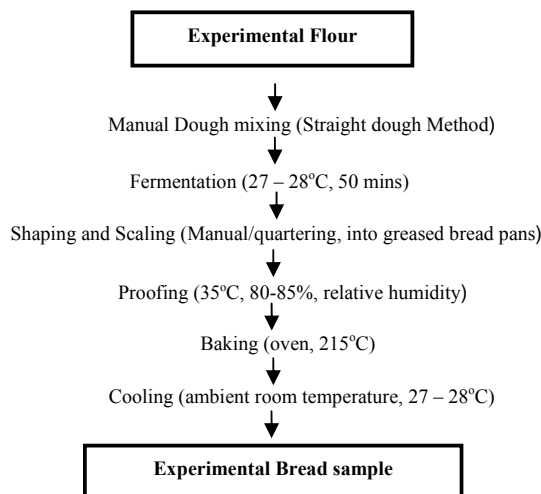 Experimental Flour
Manual Dough mixing (Straight dough Method)
Fermentation (27 – 28°C, 50 mins)
Shaping and Scaling (Manual/quartering, into greased bread pans)
Proofing (35°C, 80-85%, relative humidity)
Baking (oven, 215°C)
Cooling (ambient room temperature, 27 – 28°C)
Experimental Bread sample